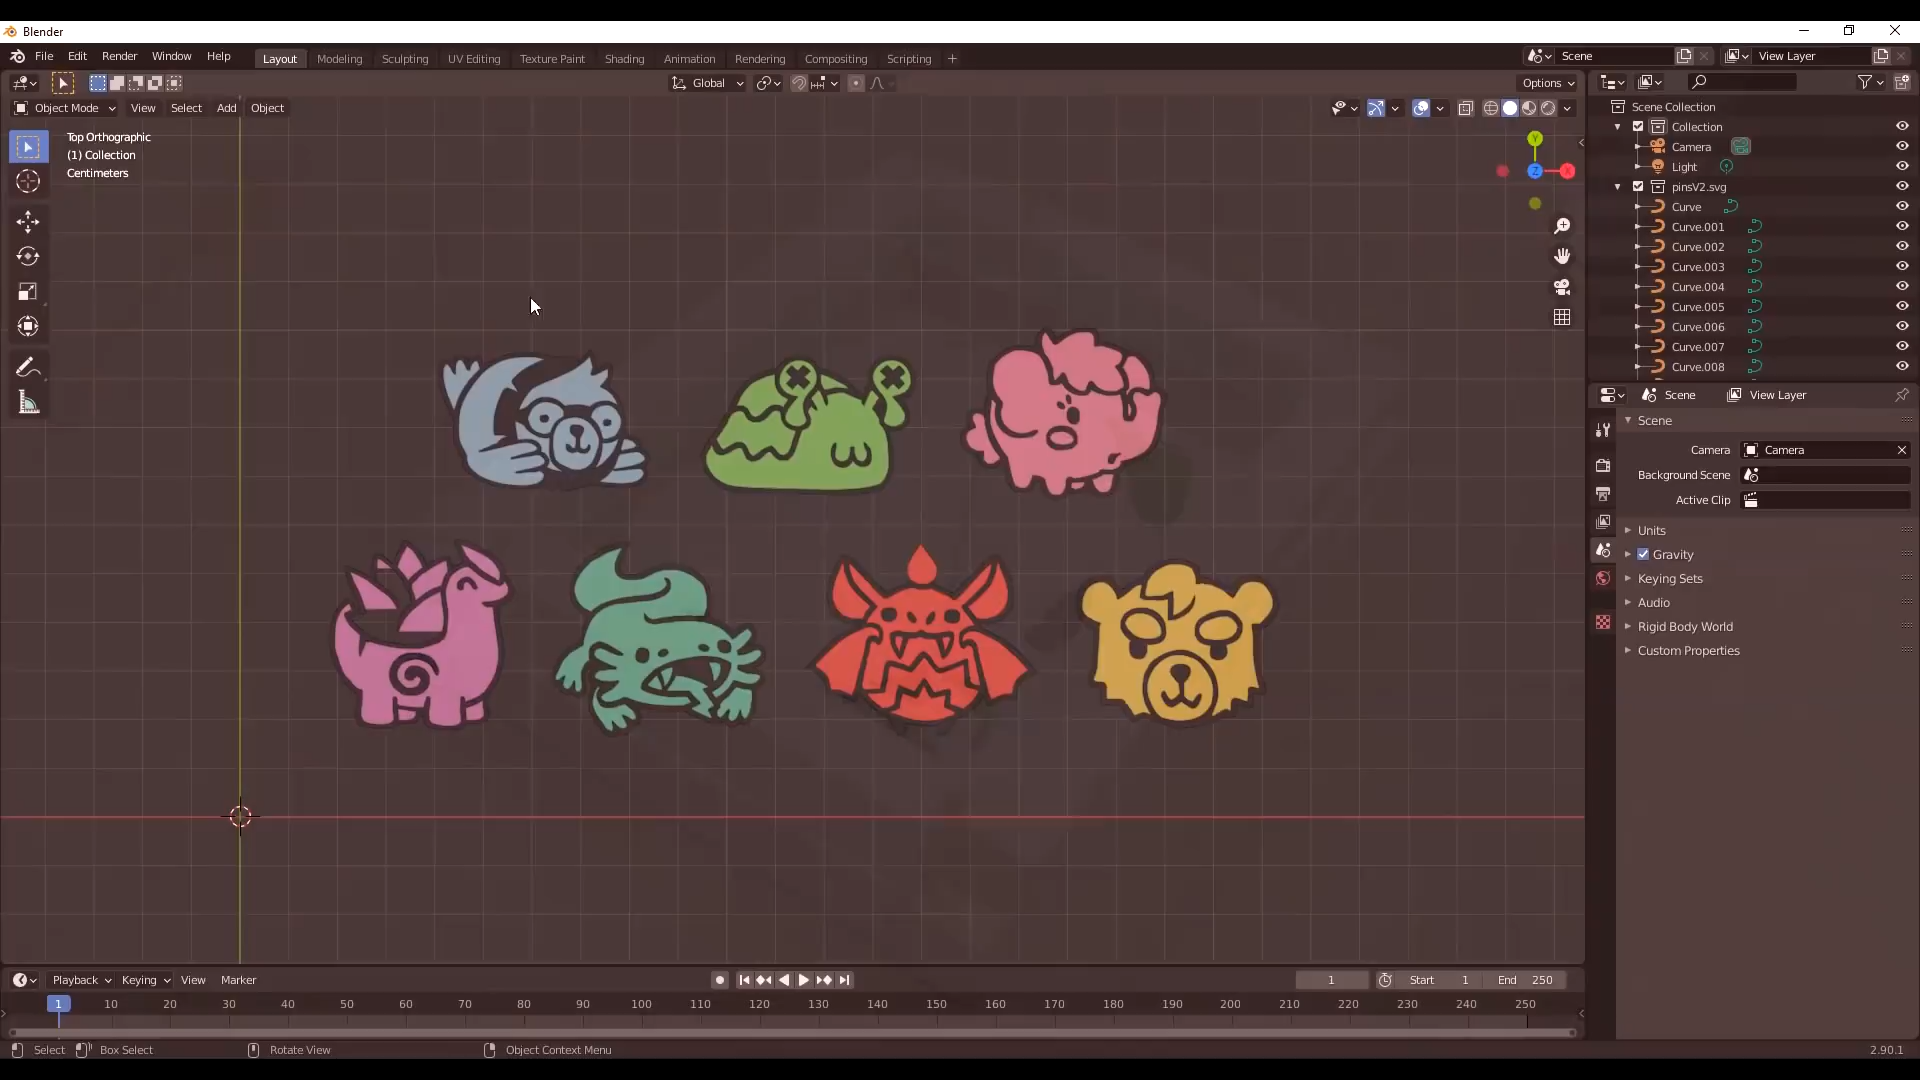 Blender
File Edit Render Window Help Layout Modeling Sculpting UV Editing Texture Paint Shading Animation Rendering Compositing Scripting + Scene View Layer
Global Options
Object Mode View Select Add Object
Top Orthographic
(1) Collection
Centimeters
Y
Z X
Scene Collection
Collection
Camera
Light
pinsV2.svg
Curve
Curve.001
Curve.002
Curve.003
Curve.004
Curve.005
Curve.006
Curve.007
Curve.008
Scene View Layer
Scene
Camera Camera
Background Scene
Active Clip
Units
Gravity
Keying Sets
Audio
Rigid Body World
Custom Properties
Playback Keying View Marker 1 Start 1 End 250
1 10 20 30 40 50 60 70 80 90 100 110 120 130 140 150 160 170 180 190 200 210 220 230 240 250
Select Box Select Rotate View Object Context Menu 2.90.1